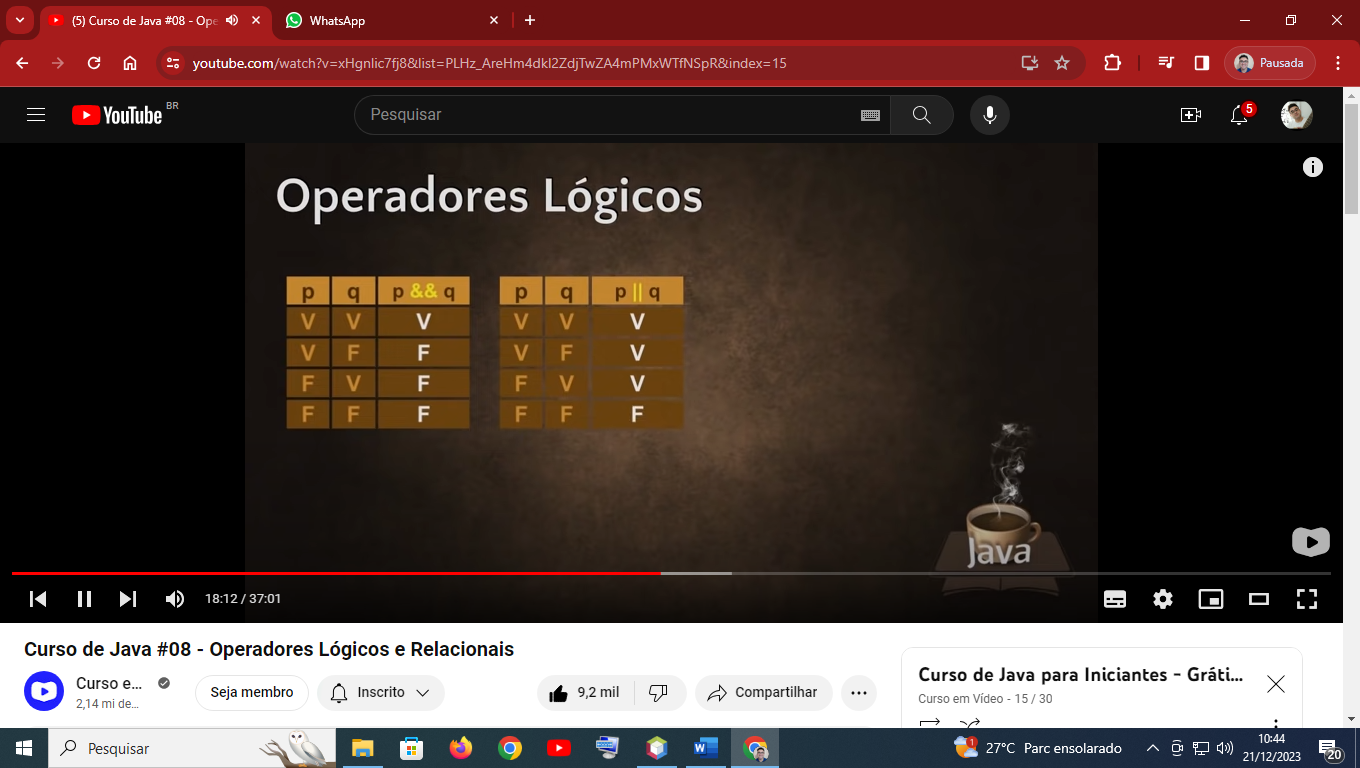 (5) Curso de Java #08 - Ope
WhatsApp
youtube.com/watch?v=xHgnlic7fj8&list=PLHz_AreHm4dkI2ZdjTwZA4mPMxWTfNSpR&index=15
Pausada
YouTube BR
Pesquisar
5
Operadores Lógicos
p q p && q
V V V
V F F
F V F
F F F
p q p || q
V V V
V F V
F V V
F F F
Java
18:12 / 37:01
Curso de Java #08 - Operadores Lógicos e Relacionais
Curso e...
2,14 mi de...
Seja membro
Inscrito
9,2 mil
Compartilhar
Curso de Java para Iniciantes - Gráti...
Curso em Vídeo - 15 / 30
Pesquisar
1
27°C Parc ensolarado
10:44
21/12/2023
20